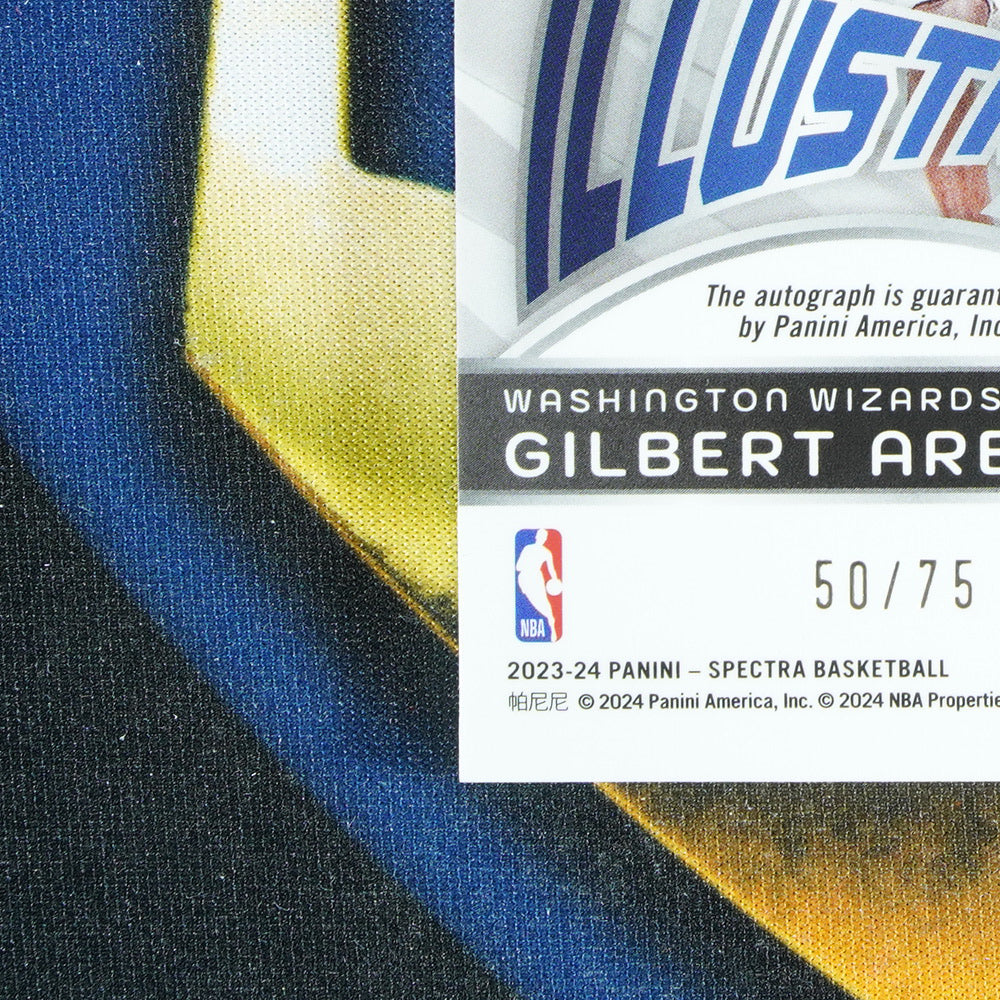 ILLUST
The autograph is guarant
by Panini America, Inc
WASHINGTON WIZARDS
GILBERT ARE
50/75
NBA
2023-24 PANINI – SPECTRA BASKETBALL
帕尼尼 © 2024 Panini America, Inc. © 2024 NBA Propertie